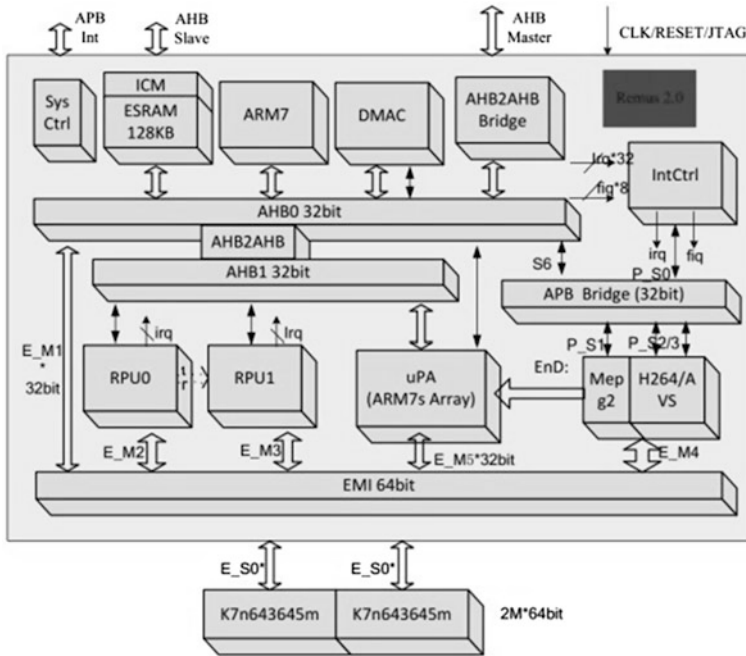 APB
Int
AHB
Slave
AHB
Master
CLK/RESET/JTAG
Sys
Ctrl
ICM
ESRAM
128KB
ARM7
DMAC
AHB2AHB
Bridge
Remus 2.0
Irq*32
fiq*8
IntCtrl
AHB0 32bit
AHB2AHB
AHB1 32bit
irq
fiq
S6
P_S0
APB Bridge (32bit)
E_M1
*
32bit
irq
Irq
P_S1
P_S2/3
RPU0
RPU1
uPA
(ARM7s Array)
EnD:
Mep
g2
H264/A
VS
E_M2
E_M3
E_M5*32bit
E_M4
EMI 64bit
E_S0*
E_S0*
K7n643645m
K7n643645m
2M*64bit